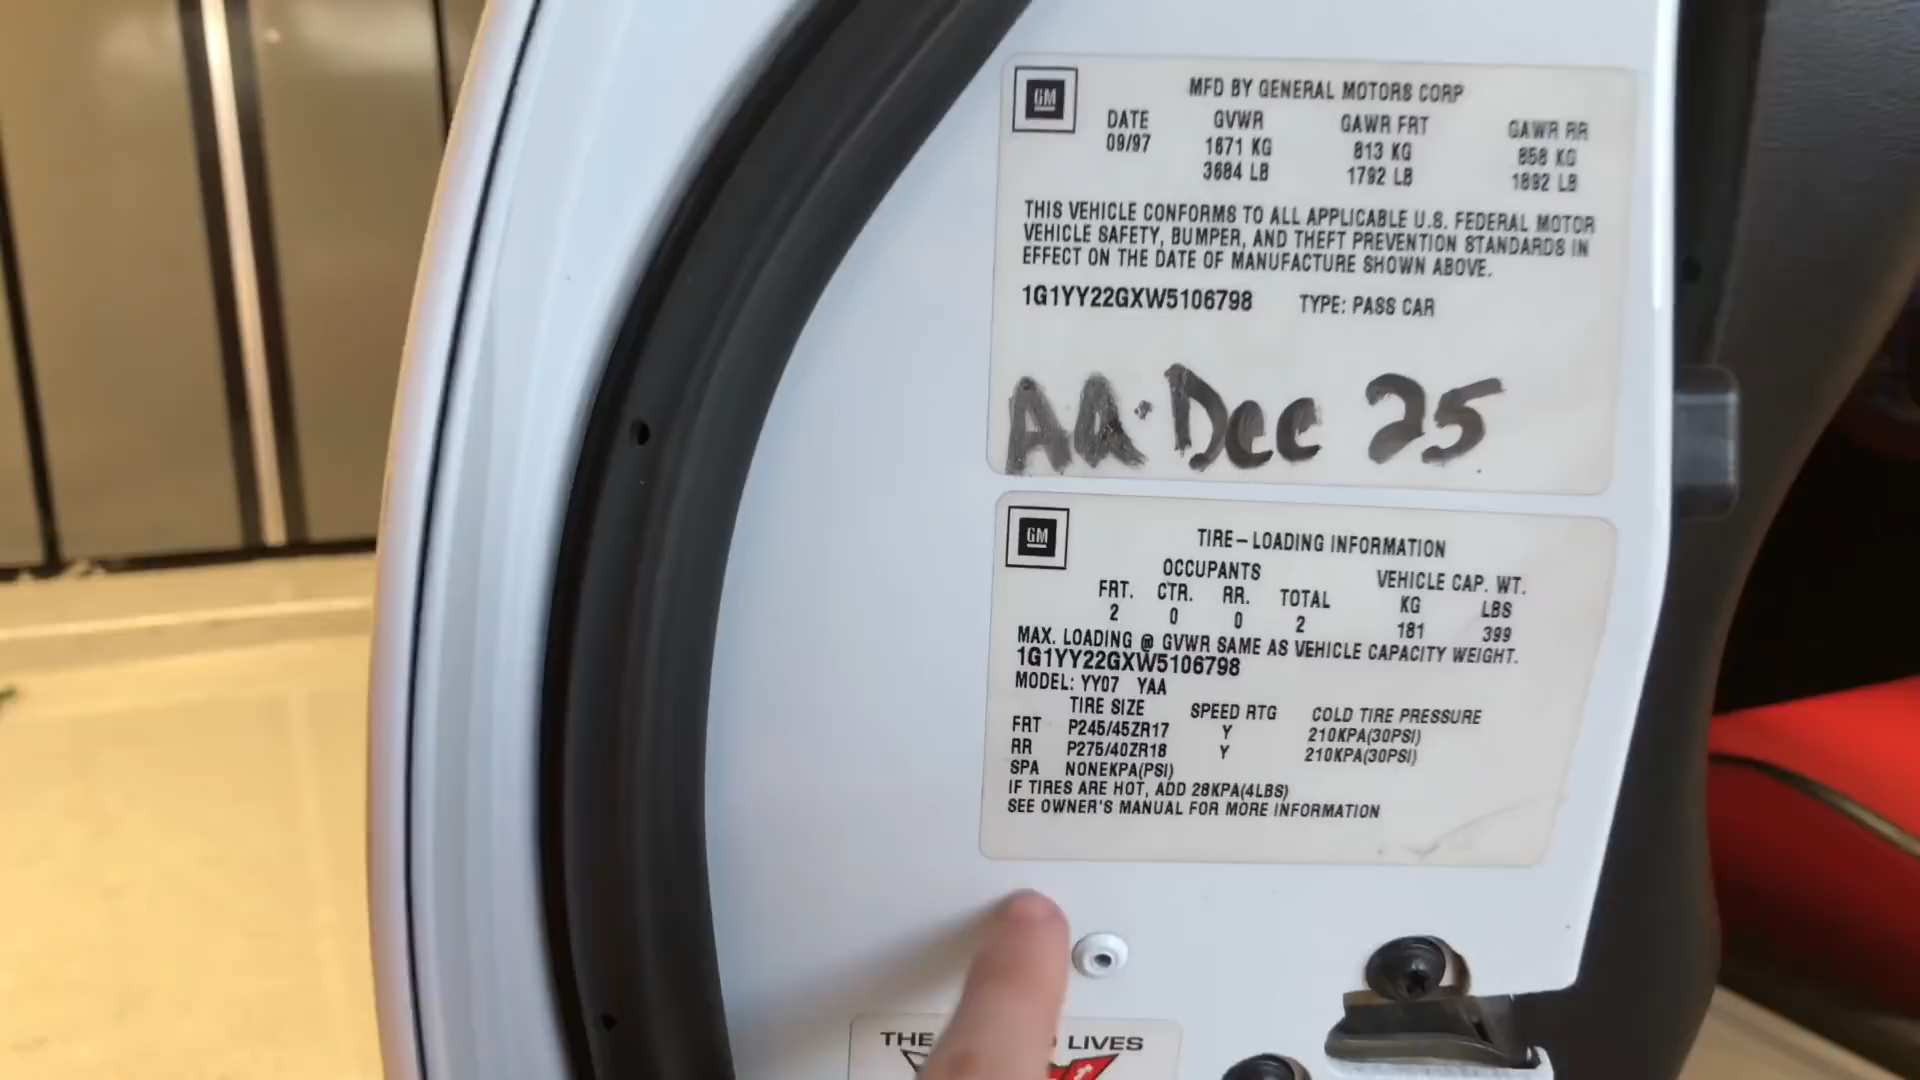 GM
MFD BY GENERAL MOTORS CORP
DATE GVWR GAWR FRT GAWR RR
09/97 1671 KG 813 KG 858 KG
3684 LB 1792 LB 1892 LB
THIS VEHICLE CONFORMS TO ALL APPLICABLE U.S. FEDERAL MOTOR
VEHICLE SAFETY, BUMPER, AND THEFT PREVENTION STANDARDS IN
EFFECT ON THE DATE OF MANUFACTURE SHOWN ABOVE.
1G1YY22GXW5106798 TYPE: PASS CAR
AA·Dec 25
GM
TIRE-LOADING INFORMATION
OCCUPANTS VEHICLE CAP. WT.
FRT. CTR. RR. TOTAL KG LBS
2 0 0 2 181 399
MAX. LOADING @ GVWR SAME AS VEHICLE CAPACITY WEIGHT.
1G1YY22GXW5106798
MODEL: YY07 YAA
TIRE SIZE SPEED RTG COLD TIRE PRESSURE
FRT P245/45ZR17 Y 210KPA(30PSI)
RR P275/40ZR18 Y 210KPA(30PSI)
SPA NONEKPA(PSI)
IF TIRES ARE HOT, ADD 28KPA(4LBS)
SEE OWNER'S MANUAL FOR MORE INFORMATION
THE LIVES